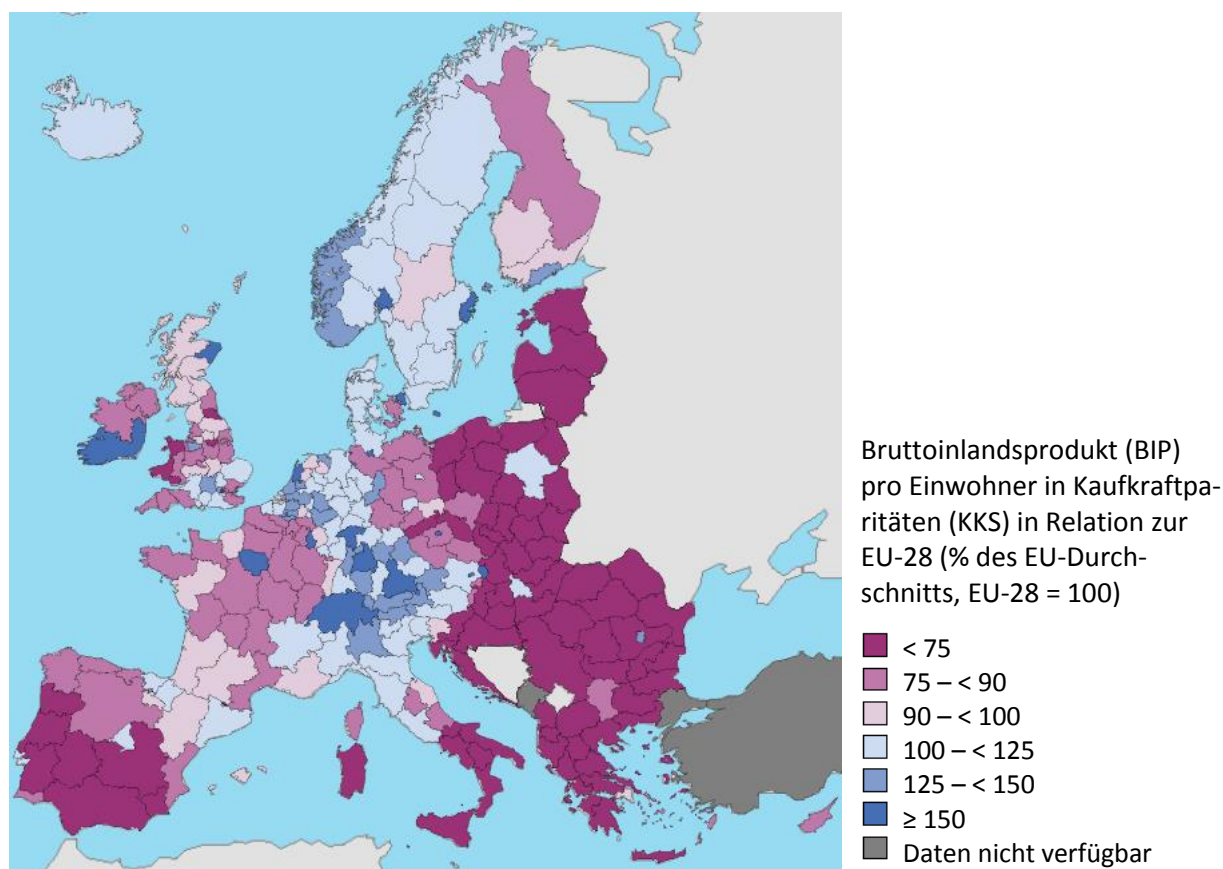 Bruttoinlandsprodukt (BIP)
pro Einwohner in Kaufkraftpa-
ritäten (KKS) in Relation zur
EU-28 (% des EU-Durch-
schnitts, EU-28 = 100)
< 75
75 – < 90
90 – < 100
100 – < 125
125 – < 150
≥ 150
Daten nicht verfügbar